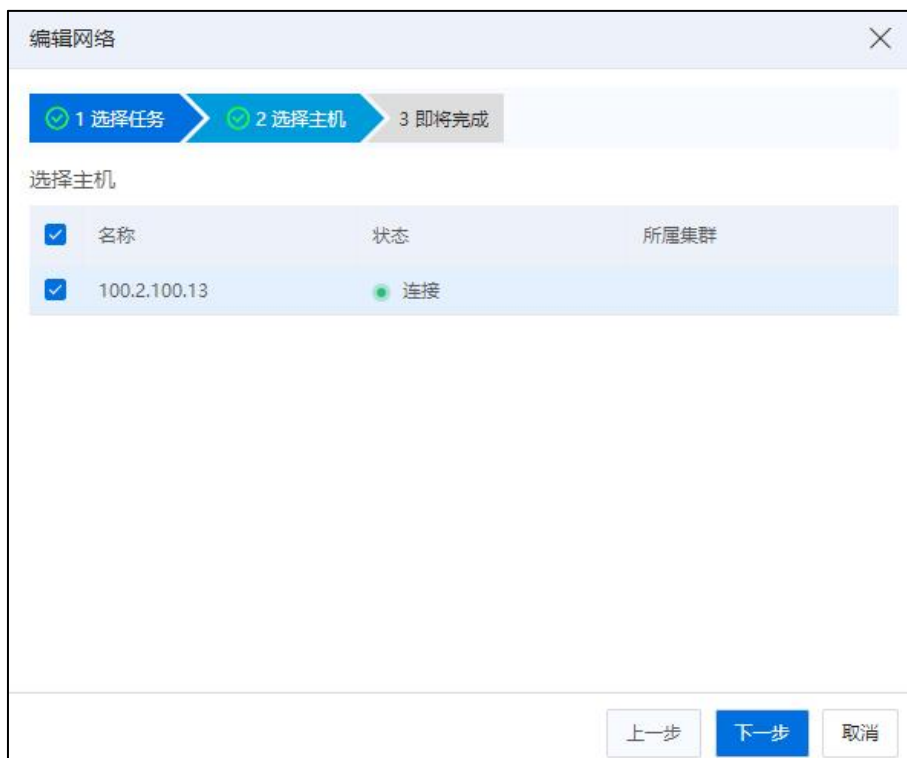 编辑网络
1 选择任务 2 选择主机 3 即将完成
选择主机
名称 状态 所属集群
100.2.100.13 连接
上一步 下一步 取消